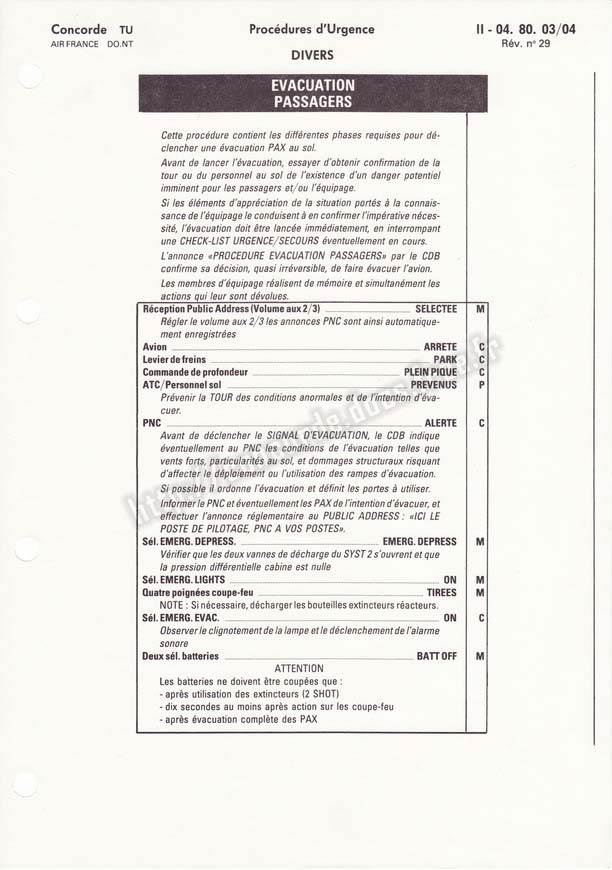 Concorde TU
AIR FRANCE DO.NT
Procédures d'Urgence
DIVERS
II - 04. 80. 03/04
Rév. n° 29
EVACUATION
PASSAGERS
Cette procédure contient les différentes phases requises pour dé-
clencher une évacuation PAX au sol.
Avant de lancer l'évacuation, essayer d'obtenir confirmation de la
tour ou du personnel au sol de l'existence d'un danger potentiel
imminent pour les passagers et/ou l'équipage.
Si les éléments d'appréciation de la situation portés à la connais-
sance de l'équipage le conduisent à en confirmer l'impérative néces-
sité, l'évacuation doit être lancée immédiatement, en interrompant
une CHECK-LIST URGENCE/SECOURS éventuellement en cours.
L'annonce «PROCEDURE EVACUATION PASSAGERS» par le CDB
confirme sa décision, quasi irréversible, de faire évacuer l'avion.
Les membres d'équipage réalisent de mémoire et simultanément les
actions qui leur sont dévolues.
Réception Public Address (Volume aux 2/3) SELECTEE M
Régler le volume aux 2/3 les annonces PNC sont ainsi automatique-
ment enregistrées
Avion ARRETE C
Levier de freins PARK C
Commande de profondeur PLEIN PIQUE C
ATC/Personnel sol PREVENUS P
Prévenir la TOUR des conditions anormales et de l'intention d'éva-
cuer.
PNC ALERTE C
Avant de déclencher le SIGNAL D'EVACUATION, le CDB indique
éventuellement au PNC les conditions de l'évacuation telles que
vents forts, particularités au sol, et dommages structuraux risquant
d'affecter le déploiement ou l'utilisation des rampes d'évacuation.
Si possible il ordonne l'évacuation et définit les portes à utiliser.
Informer le PNC et éventuellement les PAX de l'intention d'évacuer, et
effectuer l'annonce réglementaire au PUBLIC ADDRESS : «ICI LE
POSTE DE PILOTAGE, PNC A VOS POSTES».
Sél. EMERG. DEPRESS. EMERG. DEPRESS M
Vérifier que les deux vannes de décharge du SYST 2 s'ouvrent et que
la pression différentielle cabine est nulle
Sél. EMERG. LIGHTS ON M
Quatre poignées coupe-feu TIREES M
NOTE : Si nécessaire, décharger les bouteilles extincteurs réacteurs.
Sél. EMERG. EVAC. ON C
Observer le clignotement de la lampe et le déclenchement de l'alarme
sonore
Deux sél. batteries BATT OFF M
ATTENTION
Les batteries ne doivent être coupées que :
- après utilisation des extincteurs (2 SHOT)
- dix secondes au moins après action sur les coupe-feu
- après évacuation complète des PAX